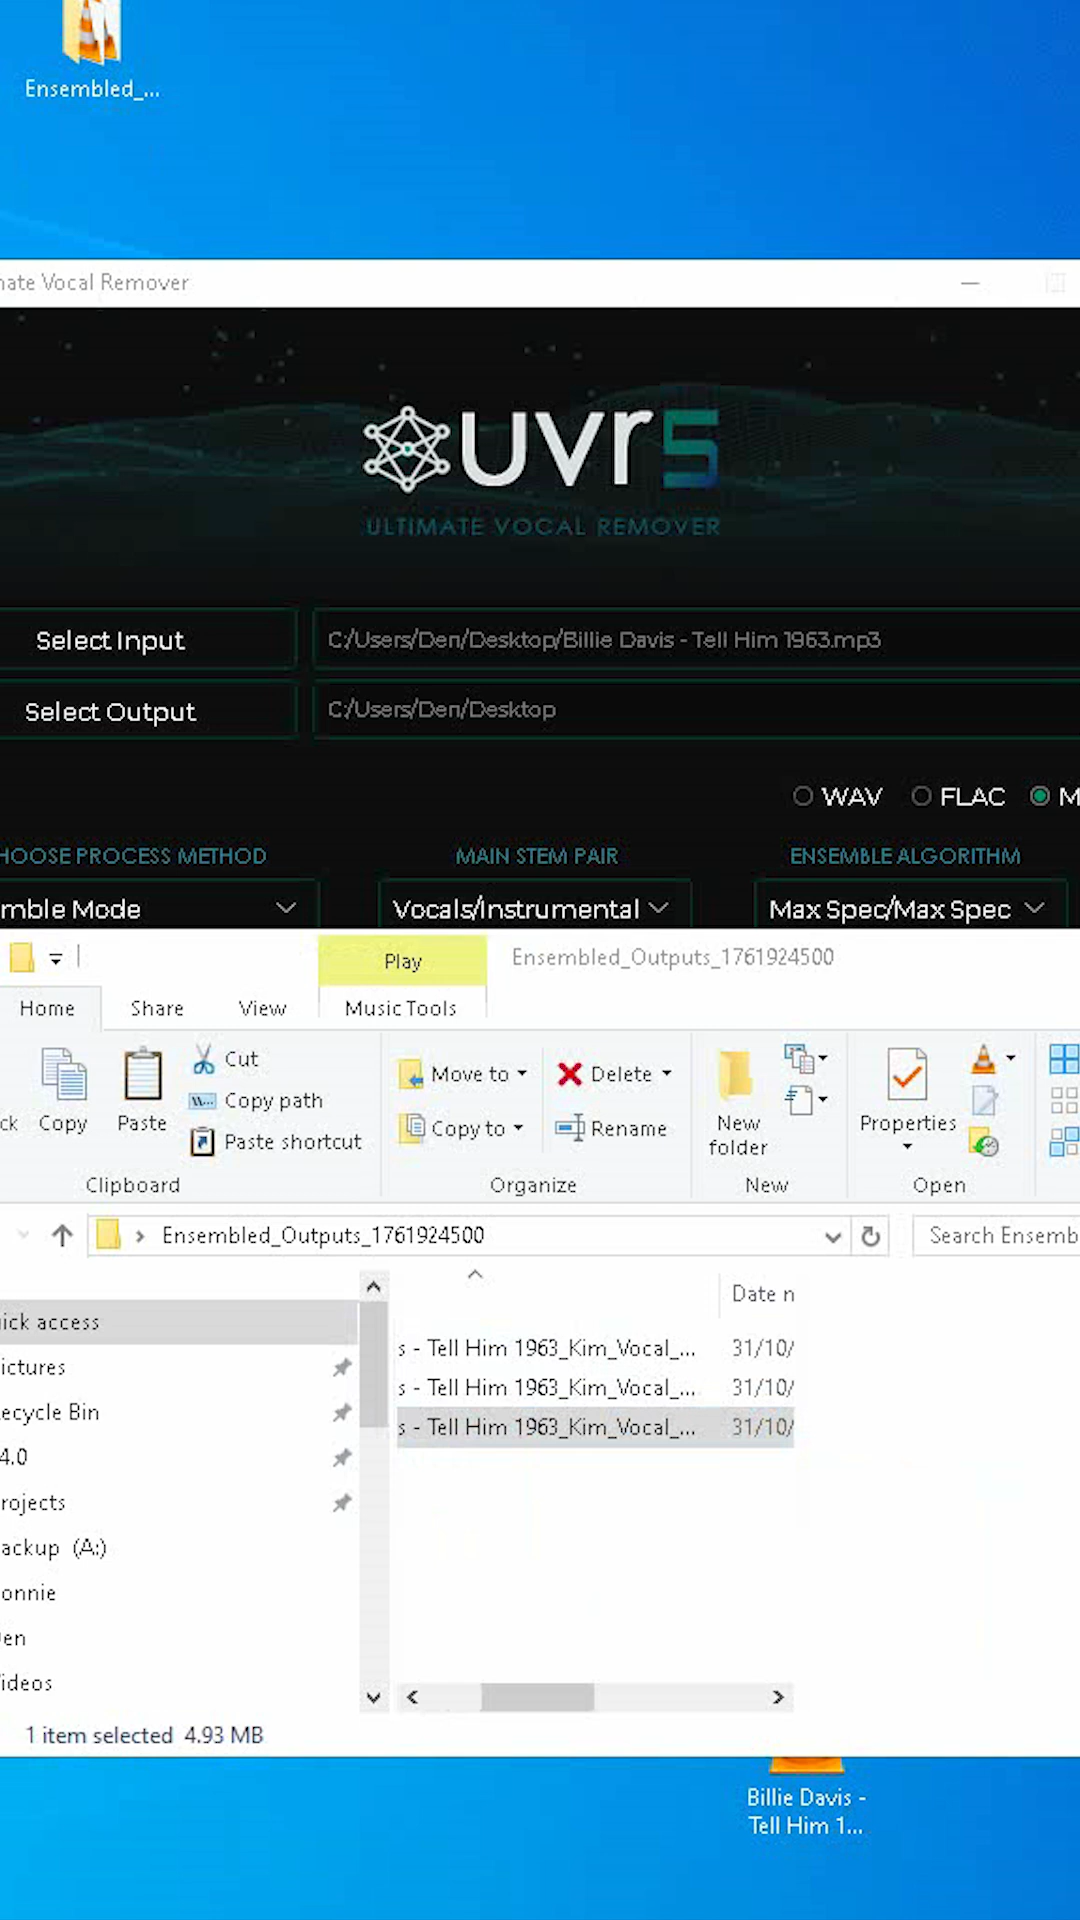 Ensembled_...
nate Vocal Remover
uvr5
ULTIMATE VOCAL REMOVER
Select Input
C:/Users/Den/Desktop/Billie Davis - Tell Him 1963.mp3
Select Output
C:/Users/Den/Desktop
WAV FLAC M
HOOSE PROCESS METHOD MAIN STEM PAIR ENSEMBLE ALGORITHM
mble Mode Vocals/Instrumental Max Spec/Max Spec
Play Ensembled_Outputs_1761924500
Home Share View Music Tools
ck Copy Paste
Cut
Copy path
Paste shortcut
Clipboard
Move to Delete
Copy to Rename
Organize
New
folder
New
Properties
Open
Ensembled_Outputs_1761924500
Search Ensemb
Date n
uick access
ictures
ecycle Bin
4.0
rojects
ackup (A:)
onnie
en
ideos
s - Tell Him 1963_Kim_Vocal_... 31/10/
s - Tell Him 1963_Kim_Vocal_... 31/10/
s - Tell Him 1963_Kim_Vocal_... 31/10/
1 item selected 4.93 MB
Billie Davis -
Tell Him 1...